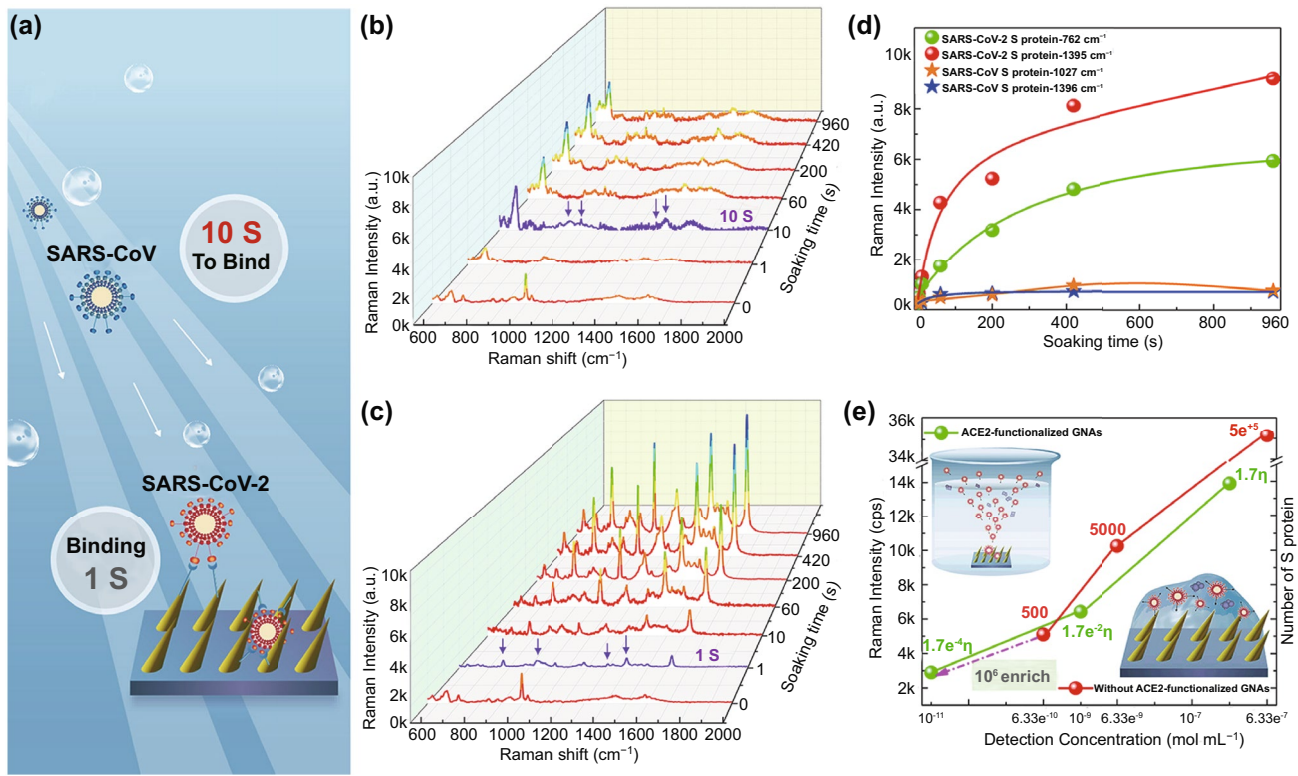 (a)
SARS-CoV
10 S
To Bind
SARS-CoV-2
Binding
1 S
(b)
Raman Intensity (a.u.)
10k
8k
6k
4k
2k
0k
600 800 1000 1200 1400 1600 1800 2000
Raman shift (cm⁻¹)
10 S
960
420
200
60
10
1
0
Soaking time (s)
(c)
Raman Intensity (a.u.)
10k
8k
6k
4k
2k
0k
600 800 1000 1200 1400 1600 1800 2000
Raman shift (cm⁻¹)
1 S
960
420
200
60
10
1
0
Soaking time (s)
(d)
Raman Intensity (a.u.)
10k
8k
6k
4k
2k
0k
SARS-CoV-2 S protein-762 cm⁻¹
SARS-CoV-2 S protein-1395 cm⁻¹
SARS-CoV S protein-1027 cm⁻¹
SARS-CoV S protein-1396 cm⁻¹
0 200 400 600 800 960
Soaking time (s)
(e)
Raman Intensity (cps)
36k
34k
14k
12k
10k
8k
6k
4k
2k
ACE2-functionalized GNAs
5e⁺⁵
1.7η
5000
500
1.7e⁻²η
1.7e⁻⁴η
10⁶ enrich
Without ACE2-functionalized GNAs
Number of S protein
10⁻¹¹ 6.33e⁻¹⁰ 10⁻⁹ 6.33e⁻⁹ 10⁻⁷ 6.33e⁻⁷
Detection Concentration (mol mL⁻¹)